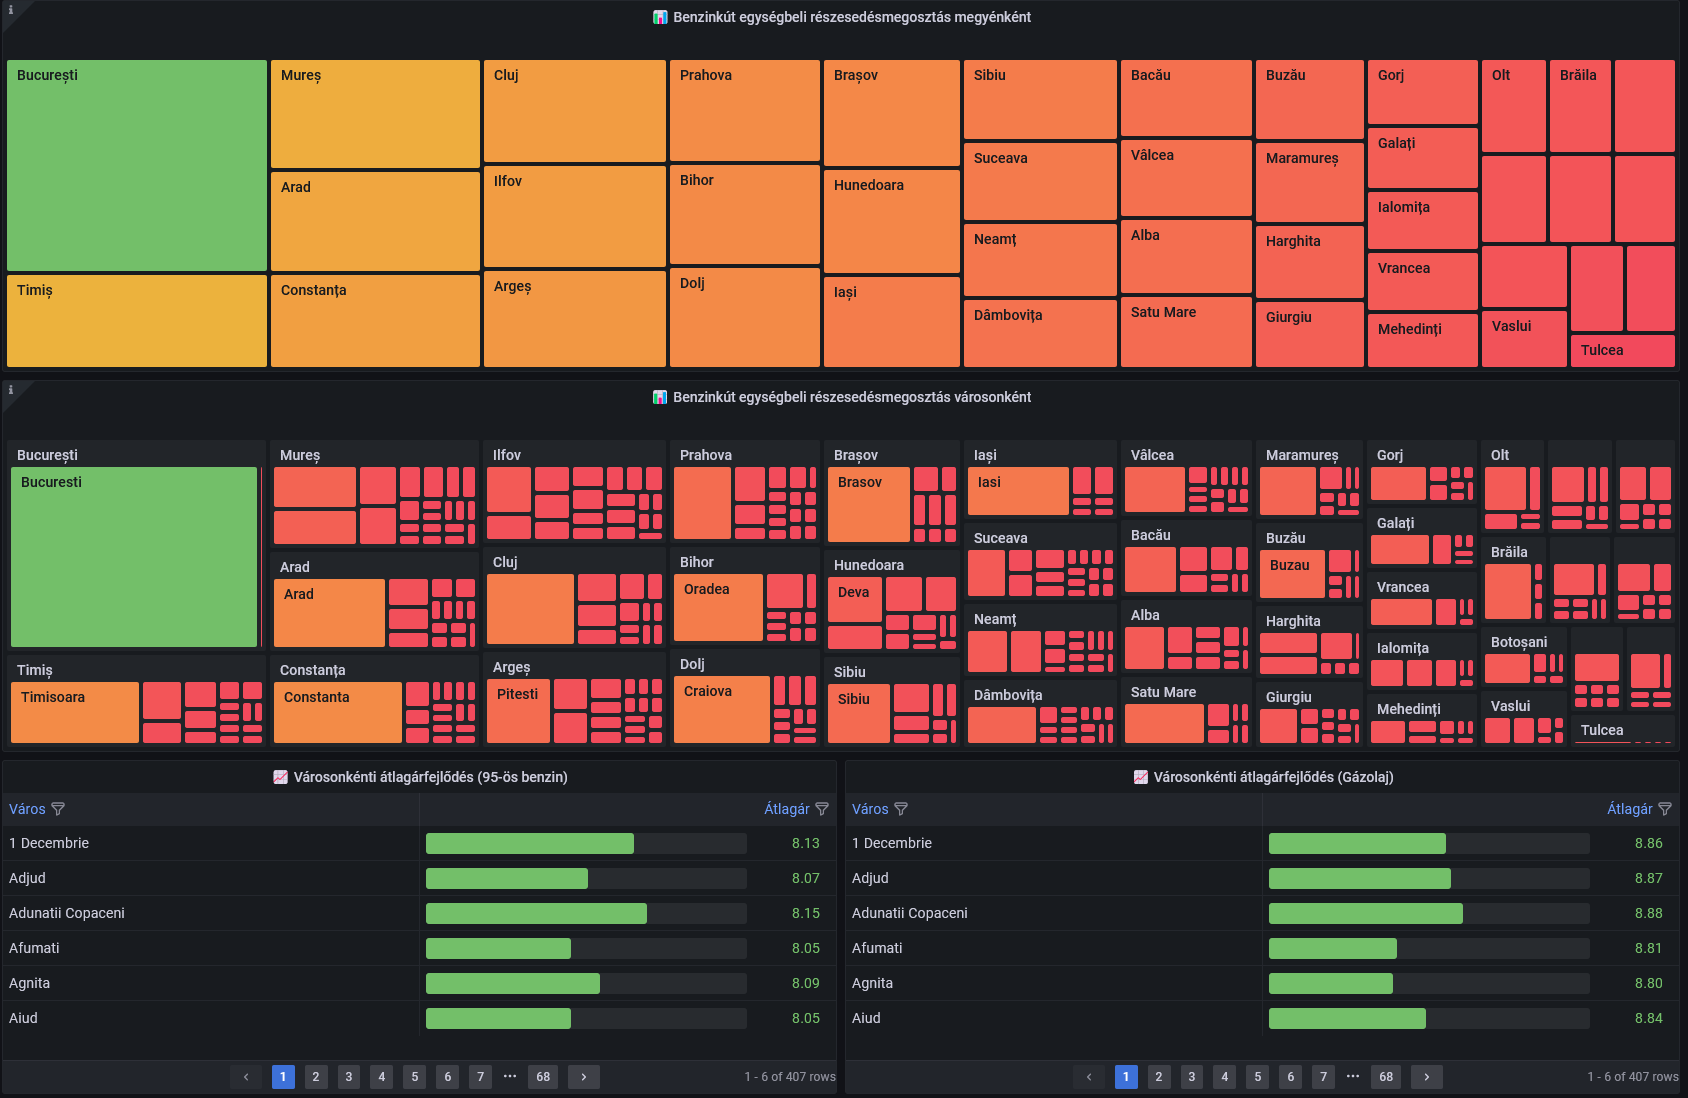 Benzinkút egységbeli részesedésmegosztás megyénként
București
Mureș
Cluj
Prahova
Brașov
Sibiu
Bacău
Buzău
Gorj
Olt
Brăila
Galați
Suceava
Vâlcea
Maramureș
Arad
Ilfov
Bihor
Hunedoara
Ialomița
Neamț
Alba
Harghita
Vrancea
Timiș
Constanța
Argeș
Dolj
Iași
Dâmbovița
Satu Mare
Giurgiu
Mehedinți
Vaslui
Tulcea
Benzinkút egységbeli részesedésmegosztás városonként
București
Bucuresti
Mureș
Ilfov
Prahova
Brașov
Brasov
Iași
Iasi
Vâlcea
Maramureș
Gorj
Olt
Galați
Suceava
Bacău
Buzău
Buzau
Brăila
Arad
Arad
Cluj
Bihor
Oradea
Hunedoara
Deva
Vrancea
Neamț
Alba
Harghita
Ialomița
Botoșani
Timiș
Timisoara
Constanța
Constanta
Argeș
Pitesti
Dolj
Craiova
Sibiu
Sibiu
Dâmbovița
Satu Mare
Giurgiu
Mehedinți
Vaslui
Tulcea
Városonkénti átlagárfejlődés (95-ös benzin)
Város Átlagár
1 Decembrie 8.13
Adjud 8.07
Adunatii Copaceni 8.15
Afumati 8.05
Agnita 8.09
Aiud 8.05
‹ 1 2 3 4 5 6 7 ··· 68 › 1 - 6 of 407 rows
Városonkénti átlagárfejlődés (Gázolaj)
Város Átlagár
1 Decembrie 8.86
Adjud 8.87
Adunatii Copaceni 8.88
Afumati 8.81
Agnita 8.80
Aiud 8.84
‹ 1 2 3 4 5 6 7 ··· 68 › 1 - 6 of 407 rows